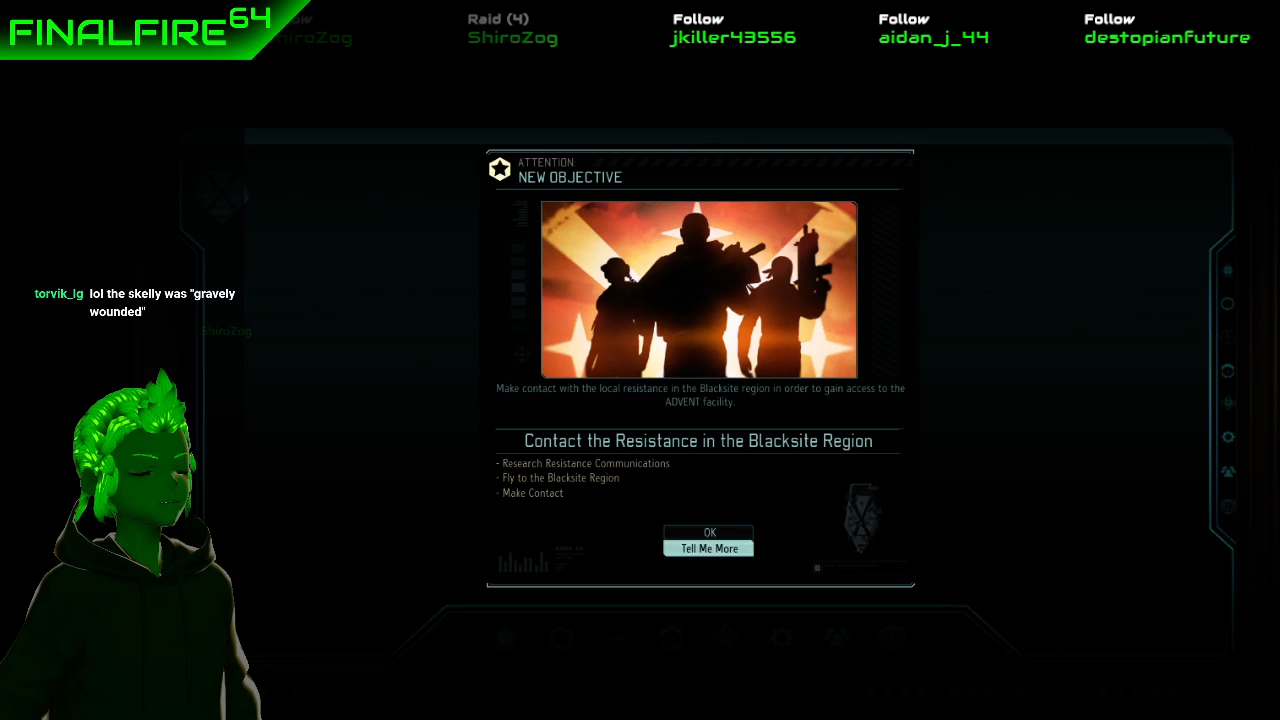 FINALFIRE64
Raid (4)
ShiroZog
Follow
jkiller43556
Follow
aidan_j_44
Follow
destopianfuture
ATTENTION
NEW OBJECTIVE
torvik_lg lol the skelly was "gravely
wounded"
ShiroZog
Make contact with the local resistance in the Blacksite region in order to gain access to the
ADVENT facility.
Contact the Resistance in the Blacksite Region
- Research Resistance Communications
- Fly to the Blacksite Region
- Make Contact
OK
Tell Me More